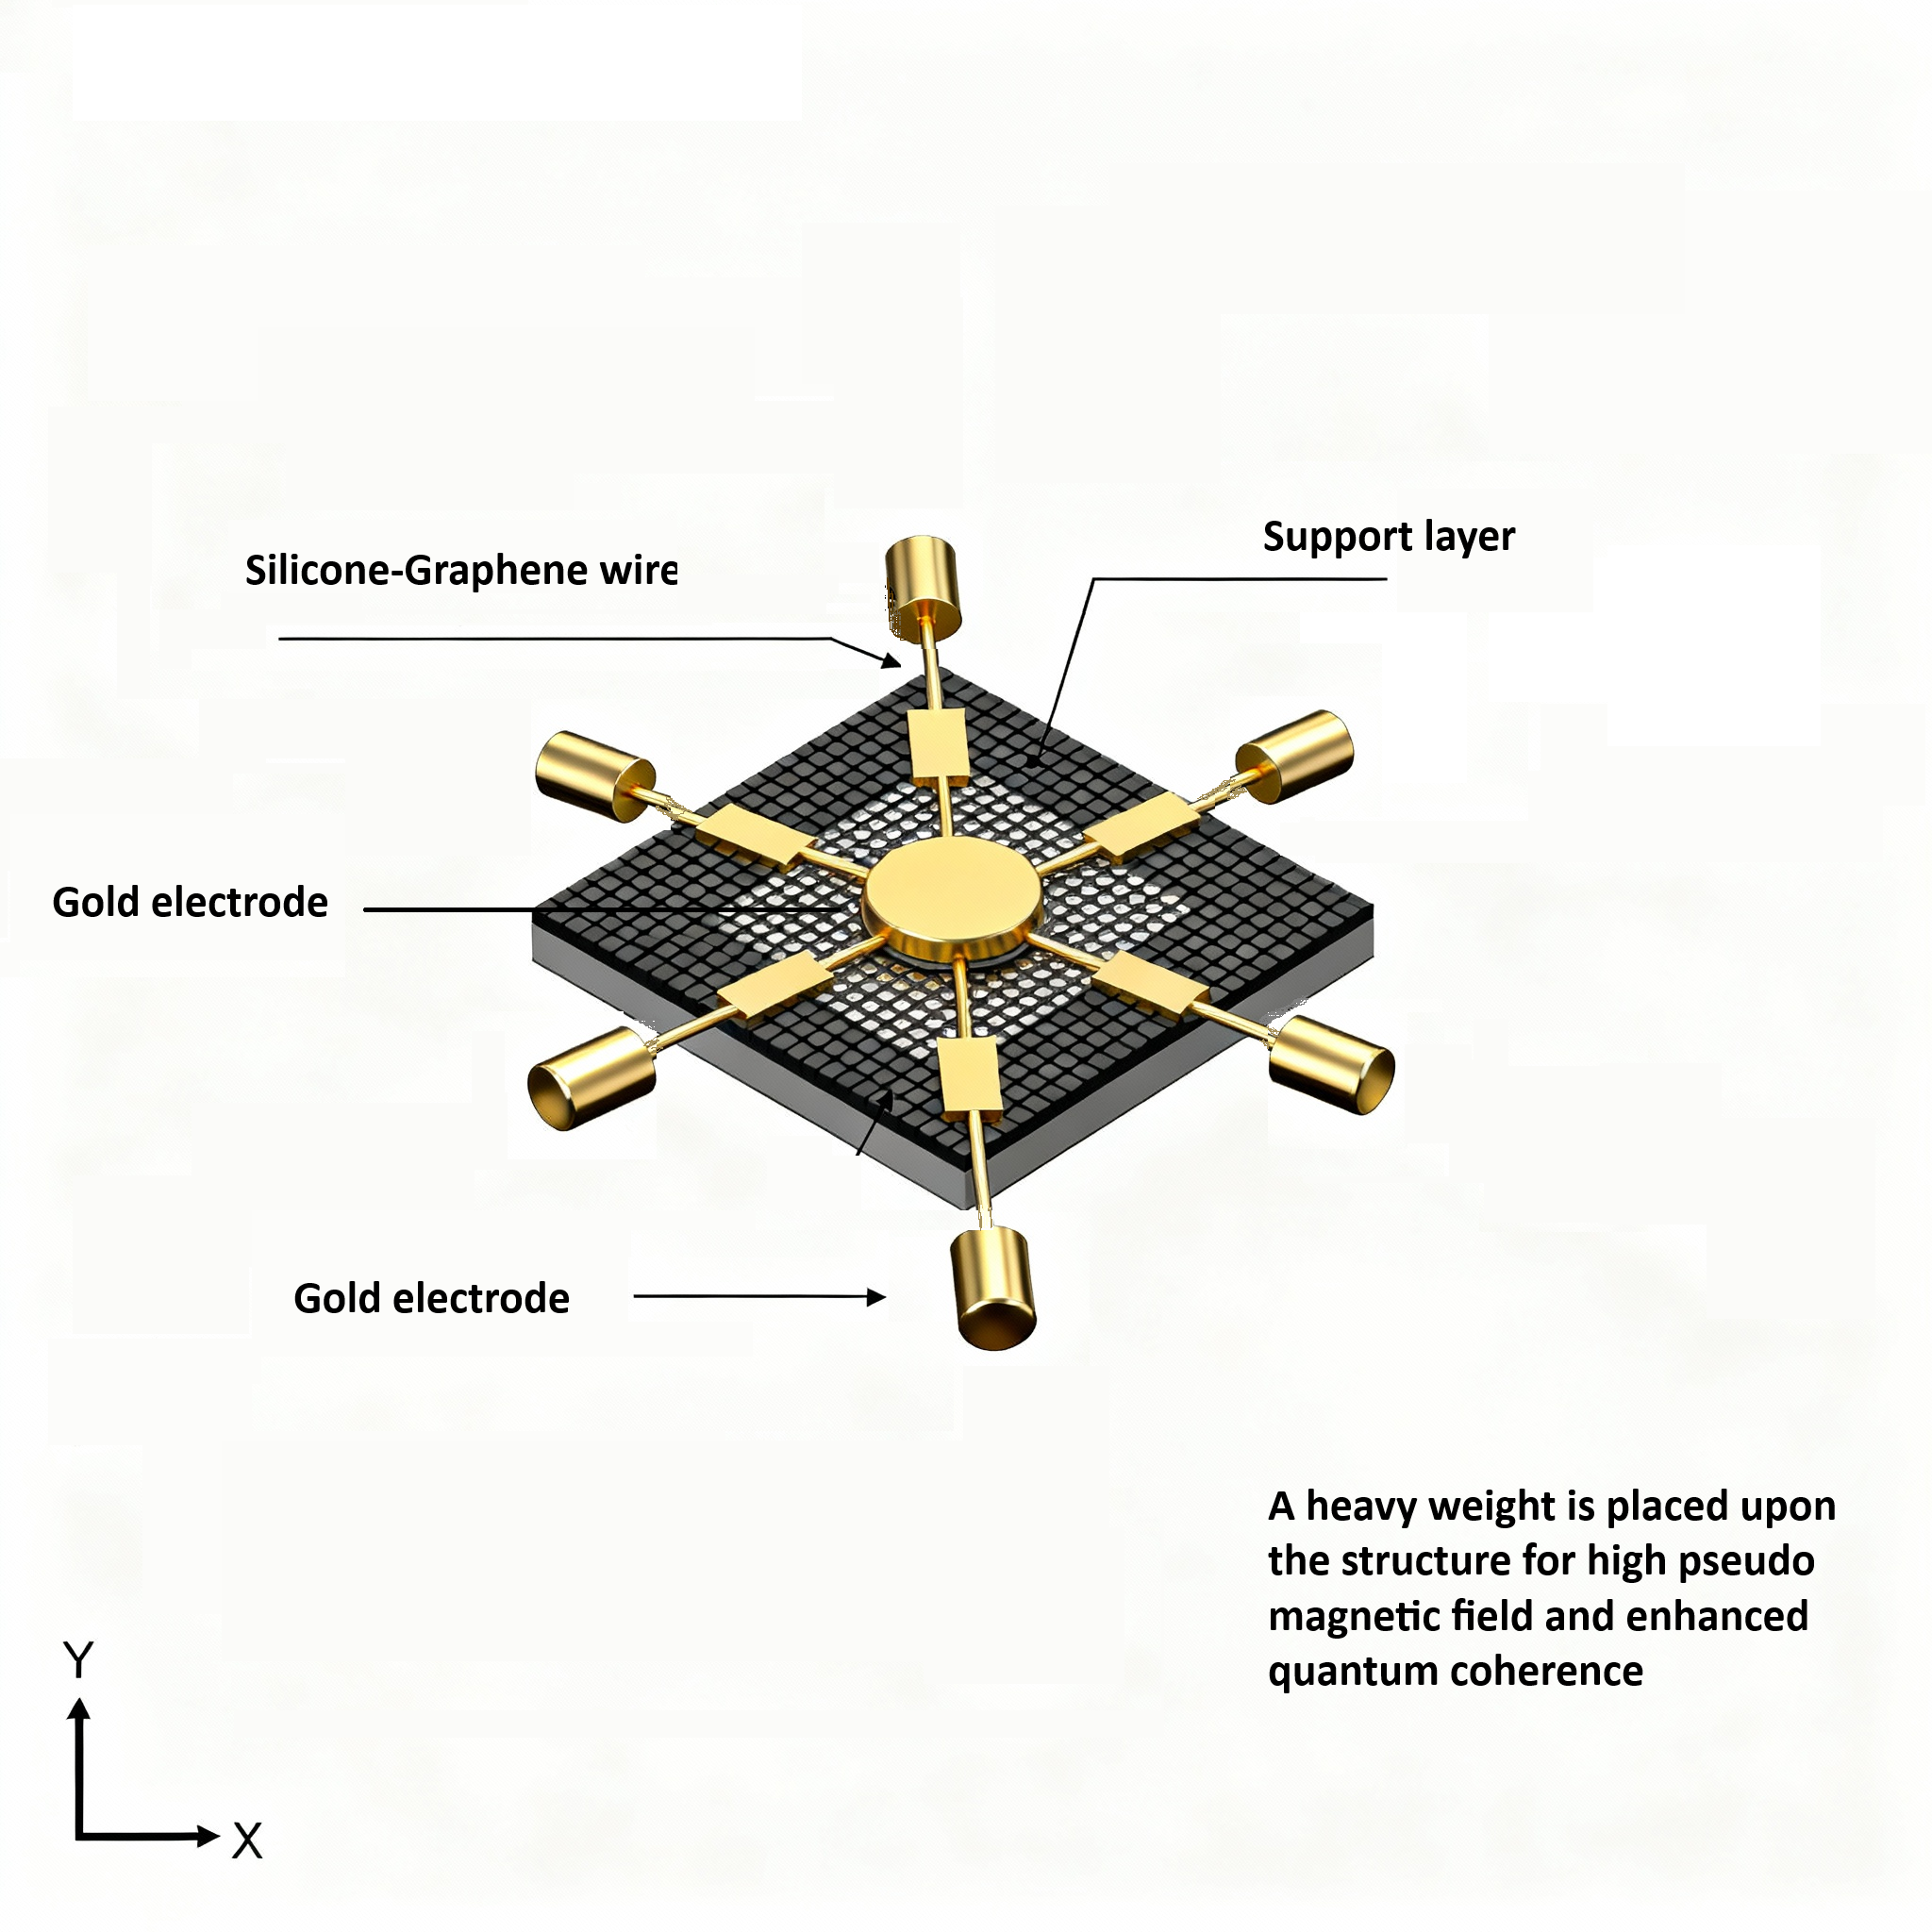 Support layer
Silicone-Graphene wire
Gold electrode
Gold electrode
A heavy weight is placed upon
the structure for high pseudo
magnetic field and enhanced
quantum coherence
Y
X